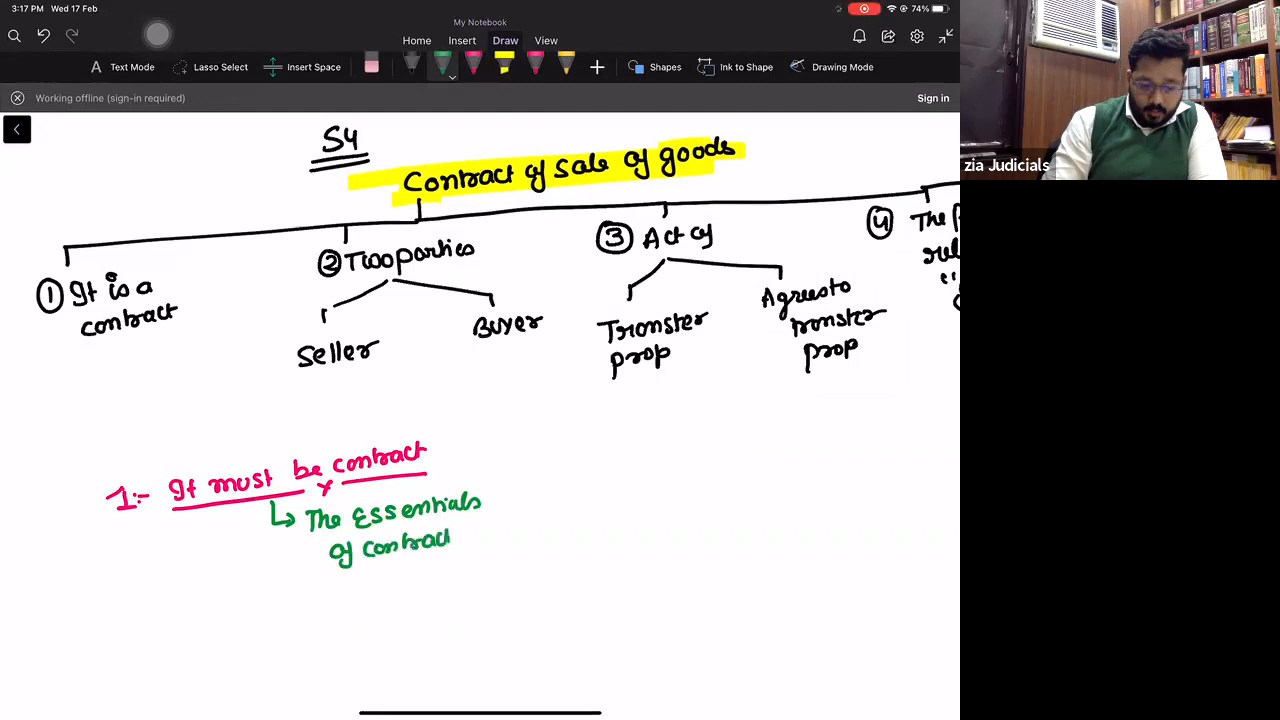 3:17 PM Wed 17 Feb
74%
My Notebook
Home Insert Draw View
Text Mode Lasso Select Insert Space Shapes Ink to Shape Drawing Mode
Working offline (sign-in required) Sign in
zia Judicials
S4
Contract of Sale of goods
① It is a
contract
② Two parties
Seller
Buyer
③ Act of
Transfer
prop
Agrees to
transfer
prop
④ The
1:- It must be contract
↳ The Essentials
of contract